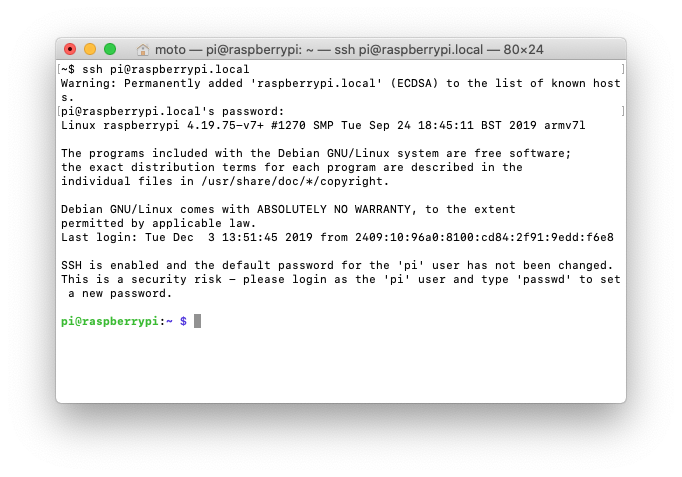 moto — pi@raspberrypi: ~ — ssh pi@raspberrypi.local — 80×24
[~$ ssh pi@raspberrypi.local ]
Warning: Permanently added 'raspberrypi.local' (ECDSA) to the list of known host
s.
[pi@raspberrypi.local's password: ]
Linux raspberrypi 4.19.75-v7+ #1270 SMP Tue Sep 24 18:45:11 BST 2019 armv7l
The programs included with the Debian GNU/Linux system are free software;
the exact distribution terms for each program are described in the
individual files in /usr/share/doc/*/copyright.
Debian GNU/Linux comes with ABSOLUTELY NO WARRANTY, to the extent
permitted by applicable law.
Last login: Tue Dec  3 13:51:45 2019 from 2409:10:96a0:8100:cd84:2f91:9edd:f6e8
SSH is enabled and the default password for the 'pi' user has not been changed.
This is a security risk - please login as the 'pi' user and type 'passwd' to set
 a new password.
pi@raspberrypi:~ $